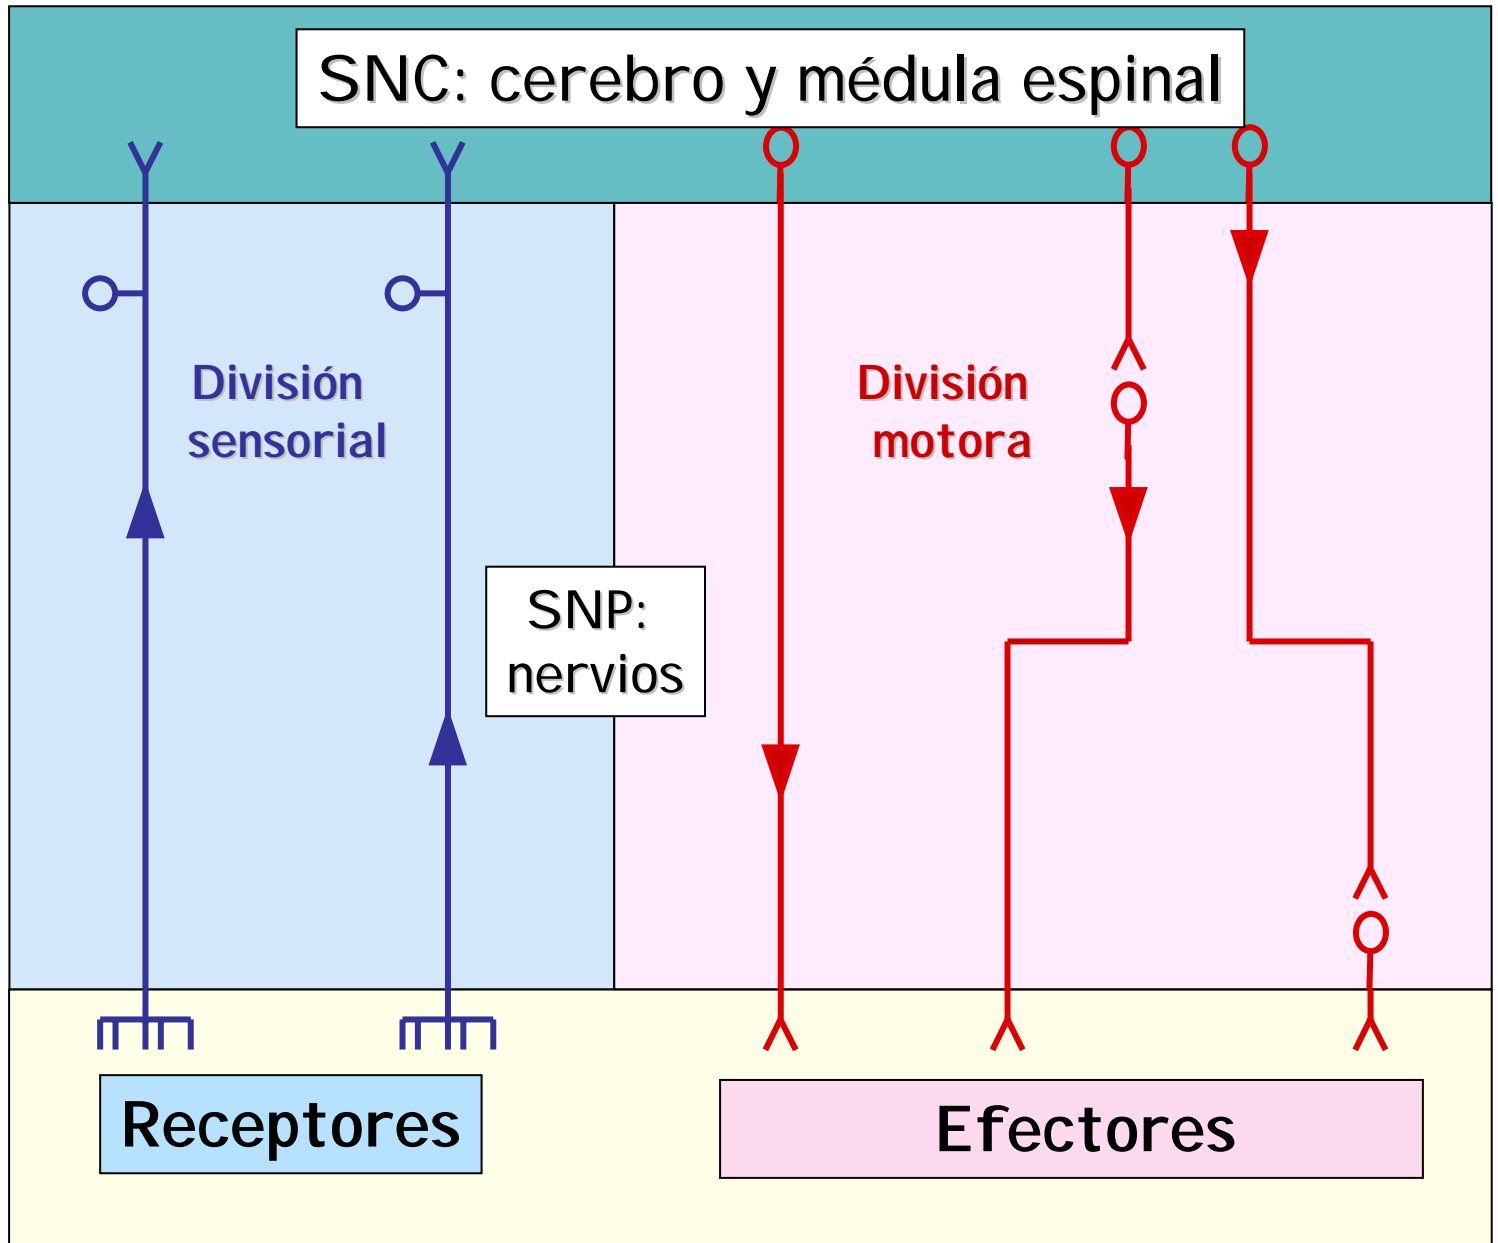 SNC: cerebro y médula espinal
División
sensorial
División
motora
SNP:
nervios
Receptores
Efectores